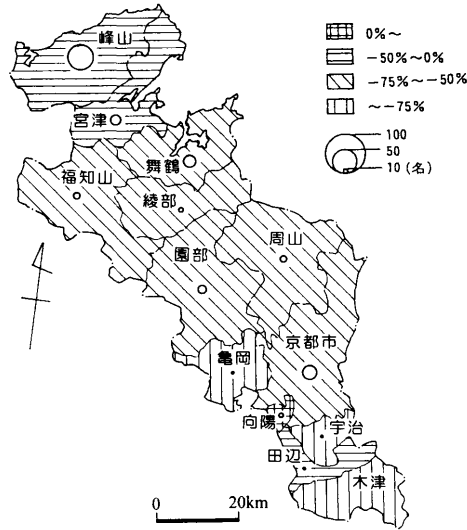 峰山
宮津
舞鶴
福知山
綾部
園部
周山
京都市
亀岡
向陽
宇治
田辺
木津
0%~
-50%~0%
-75%~-50%
~-75%
100
50
10 (名)
0 20km